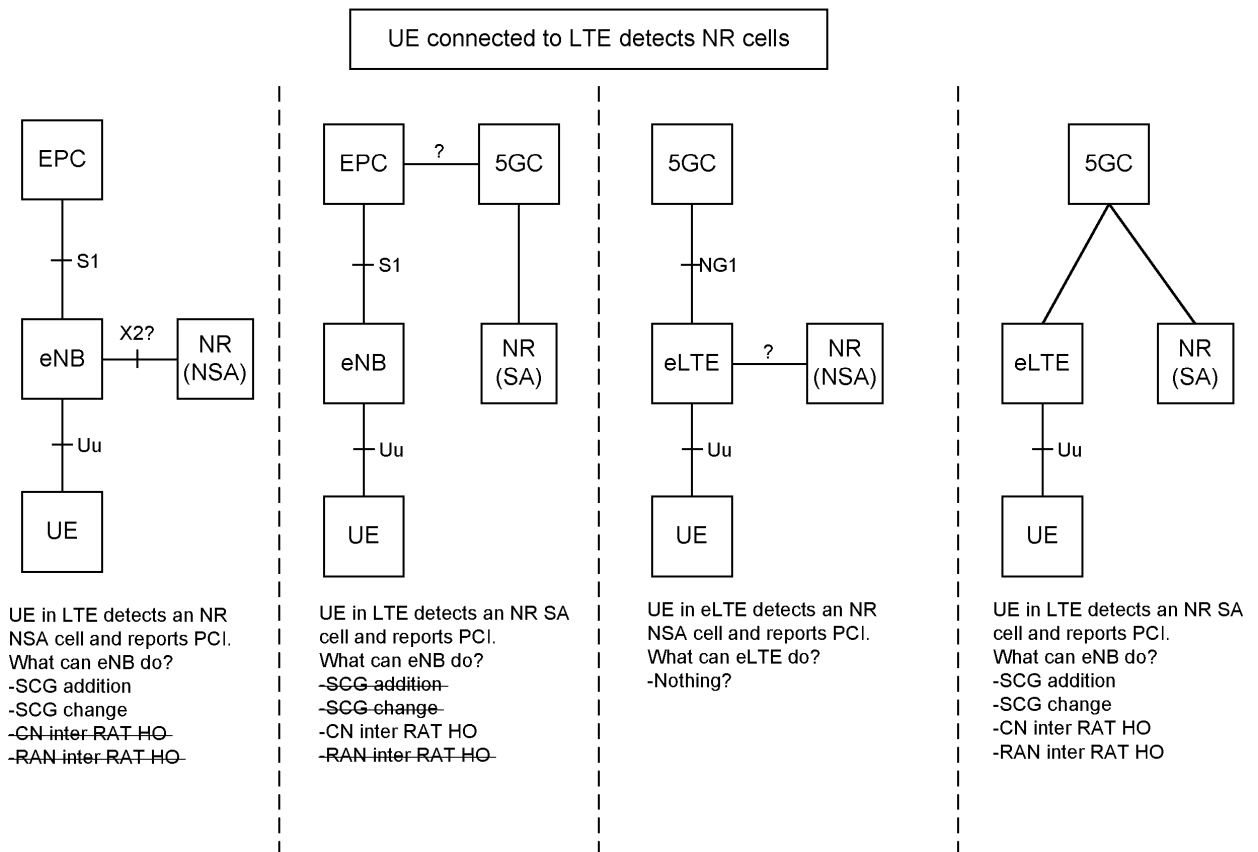 UE connected to LTE detects NR cells
EPC
S1
eNB
X2?
NR
(NSA)
Uu
UE
UE in LTE detects an NR
NSA cell and reports PCI.
What can eNB do?
-SCG addition
-SCG change
-CN inter RAT HO
-RAN inter RAT HO
EPC
?
5GC
S1
eNB
NR
(SA)
Uu
UE
UE in LTE detects an NR SA
cell and reports PCI.
What can eNB do?
-SCG addition
-SCG change
-CN inter RAT HO
-RAN inter RAT HO
5GC
NG1
eLTE
?
NR
(NSA)
Uu
UE
UE in eLTE detects an NR
NSA cell and reports PCI.
What can eLTE do?
-Nothing?
5GC
eLTE
NR
(SA)
Uu
UE
UE in LTE detects an NR SA
cell and reports PCI.
What can eNB do?
-SCG addition
-SCG change
-CN inter RAT HO
-RAN inter RAT HO